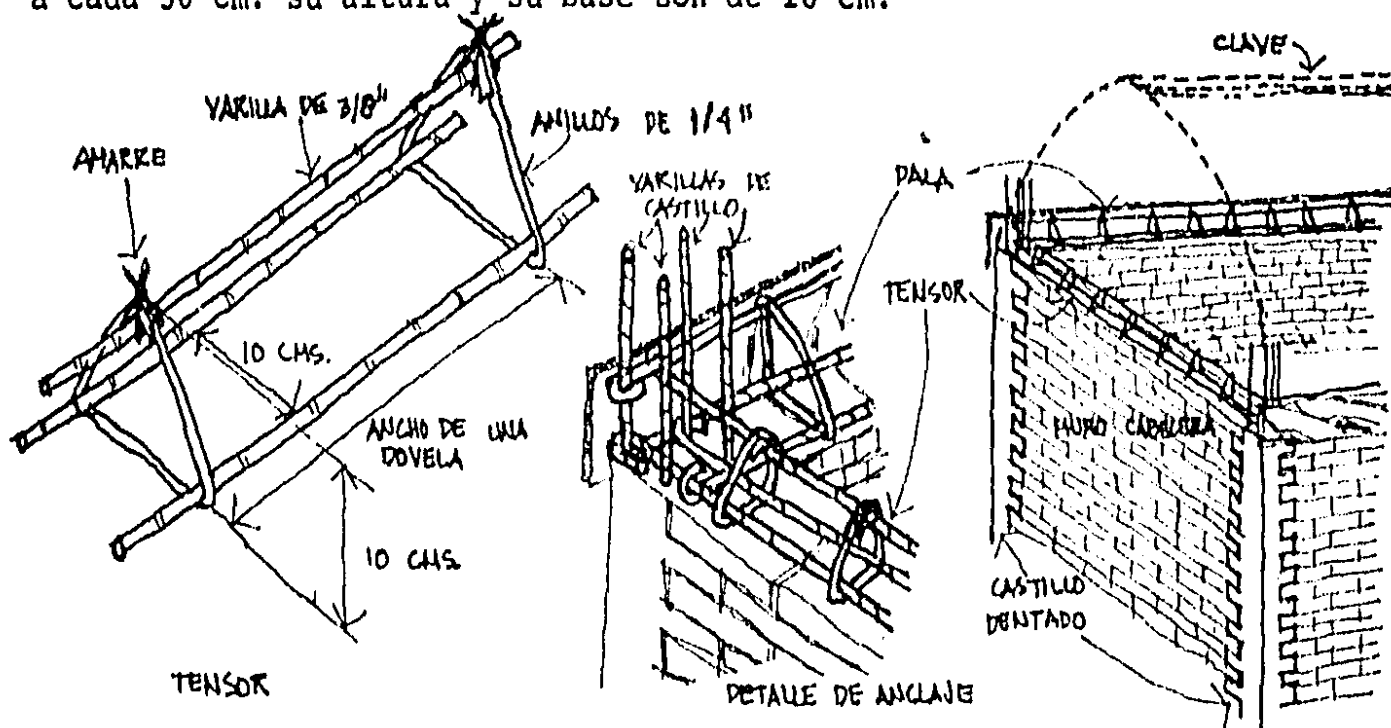 a cada 50 cm. su altura y su base son de 10 cm.
CLAVE
VARILLA DE 3/8"
ANILLOS DE 1/4"
AMARRE
VARILLAS DE
CASTILLO
DALA
TENSOR
10 CMS.
ANCHO DE UNA
DOVELA
MURO CABECERA
10 CMS.
CASTILLO
DENTADO
TENSOR
DETALLE DE ANCLAJE